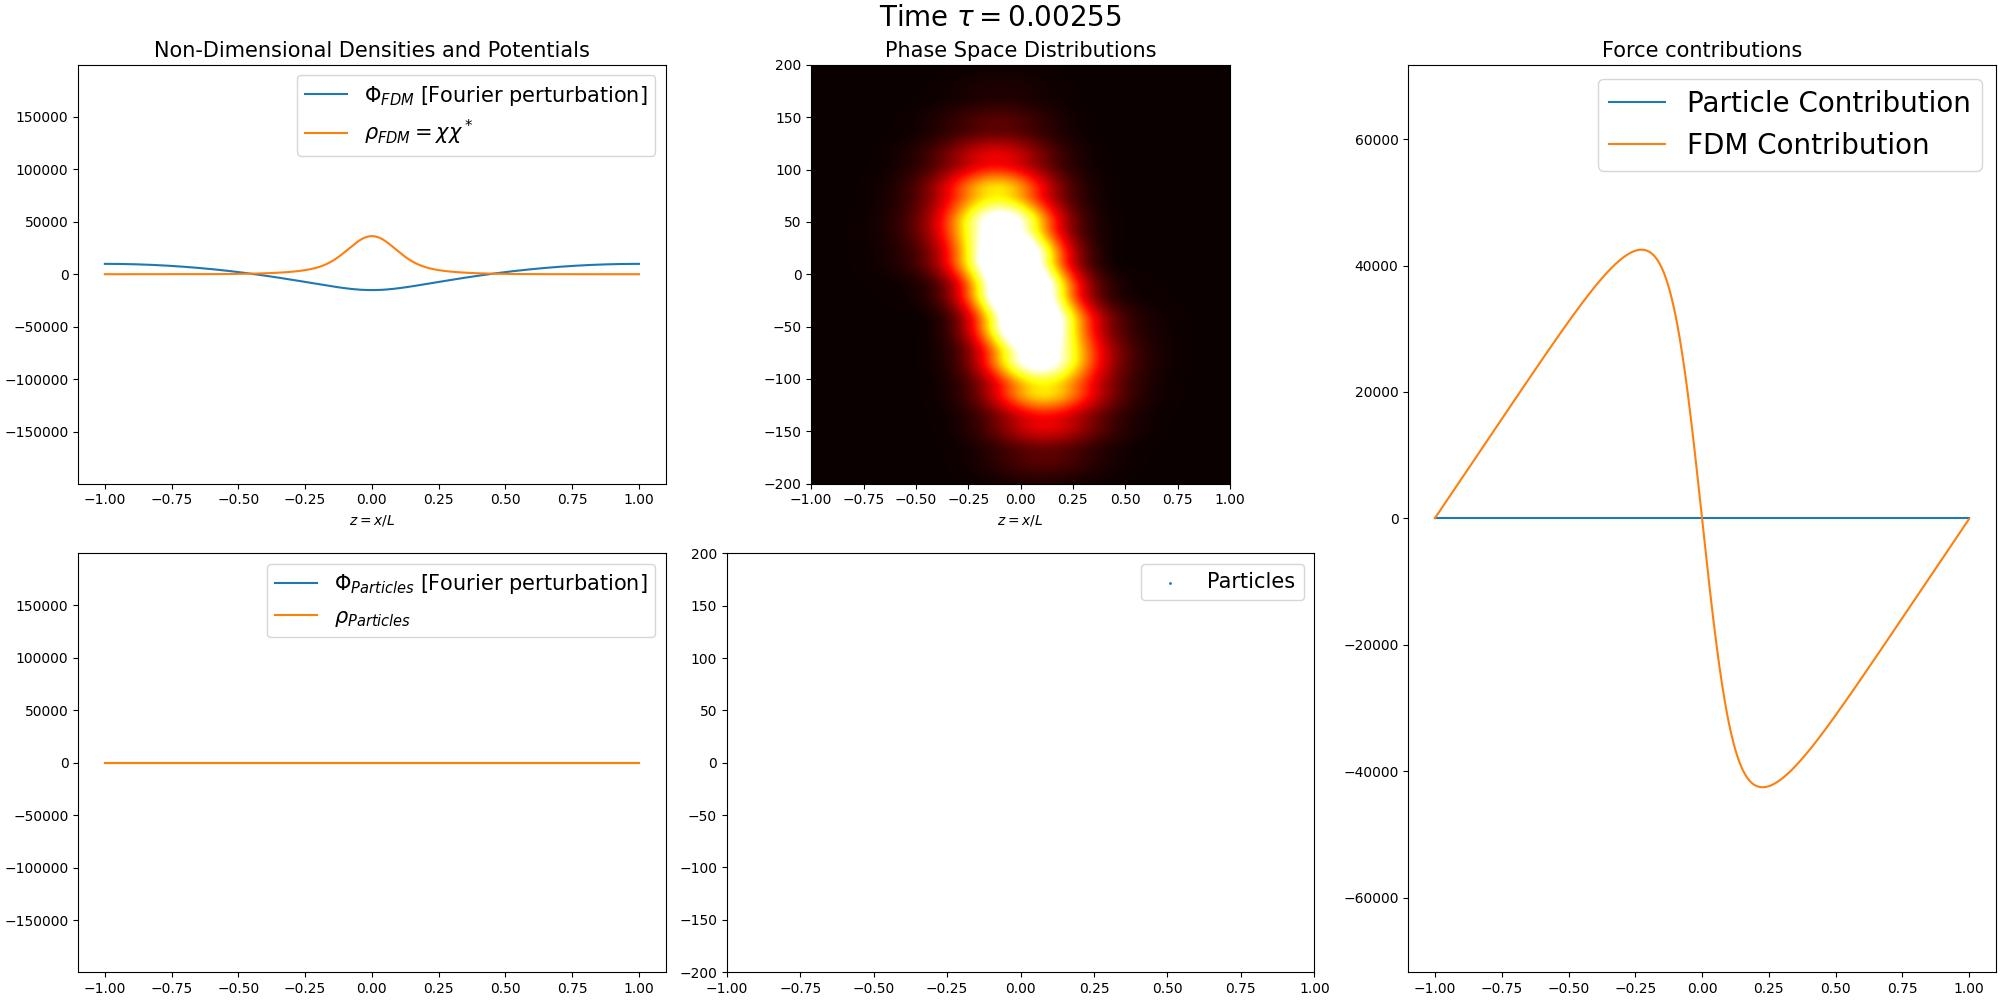 Time τ = 0.00255
Non-Dimensional Densities and Potentials
Φ_FDM [Fourier perturbation]
ρ_FDM = χχ*
150000
100000
50000
0
−50000
−100000
−150000
−1.00 −0.75 −0.50 −0.25 0.00 0.25 0.50 0.75 1.00
z = x/L
Phase Space Distributions
200
150
100
50
0
−50
−100
−150
−200
−1.00 −0.75 −0.50 −0.25 0.00 0.25 0.50 0.75 1.00
z = x/L
Force contributions
Particle Contribution
FDM Contribution
60000
40000
20000
0
−20000
−40000
−60000
−1.00 −0.75 −0.50 −0.25 0.00 0.25 0.50 0.75 1.00
Φ_Particles [Fourier perturbation]
ρ_Particles
150000
100000
50000
0
−50000
−100000
−150000
−1.00 −0.75 −0.50 −0.25 0.00 0.25 0.50 0.75 1.00
Particles
200
150
100
50
0
−50
−100
−150
−200
−1.00 −0.75 −0.50 −0.25 0.00 0.25 0.50 0.75 1.00